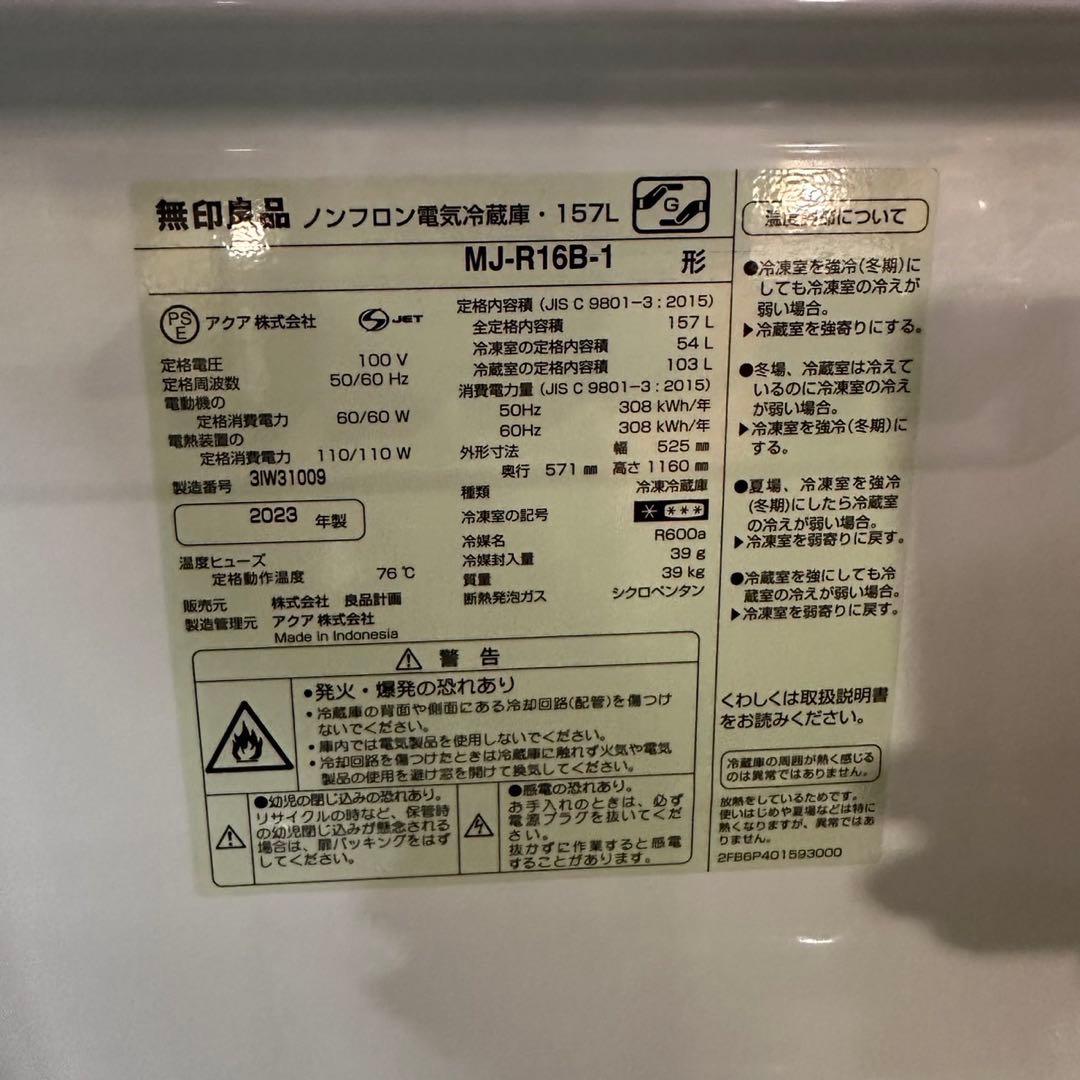 無印良品 ノンフロン電気冷蔵庫・157L
G
MJ-R16B-1 形
PS
E
アクア株式会社
S JET
定格電圧 100 V
定格周波数 50/60 Hz
電動機の
定格消費電力 60/60 W
電熱装置の
定格消費電力 110/110 W
製造番号 3IW31009
2023 年製
温度ヒューズ
定格動作温度 76℃
販売元 株式会社 良品計画
製造管理元 アクア株式会社
Made in Indonesia
定格内容積 (JIS C 9801-3:2015)
全定格内容積 157 L
冷凍室の定格内容積 54 L
冷蔵室の定格内容積 103 L
消費電力量 (JIS C 9801-3:2015)
50Hz 308 kWh/年
60Hz 308 kWh/年
外形寸法 幅 525 mm
奥行 571 mm 高さ 1160 mm
種類 冷凍冷蔵庫
冷凍室の記号
冷媒名 R600a
冷媒封入量 39 g
質量 39 kg
断熱発泡ガス シクロペンタン
警告
●発火・爆発の恐れあり
・冷蔵庫の背面や側面にある冷却回路(配管)を傷つけ
ないでください。
・庫内では電気製品を使用しないでください。
・冷却回路を傷つけたときは冷蔵庫に触れず火気や電気
製品の使用を避け窓を開けて換気してください。
●幼児の閉じ込みの恐れあり。
リサイクルの時など、保管時
の幼児閉じ込みが懸念される
場合は、扉パッキングをはず
してください。
●感電の恐れあり。
お手入れのときは、必ず
電源プラグを抜いてくだ
さい。
抜かずに作業すると感電
することがあります。
温度調節について
●冷凍室を強冷(冬期)に
しても冷凍室の冷えが
弱い場合。
▶冷蔵室を強寄りにする。
●冬場、冷蔵室は冷えて
いるのに冷凍室の冷え
が弱い場合。
▶冷凍室を強冷(冬期)に
する。
●夏場、冷凍室を強冷
(冬期)にしたら冷蔵室
の冷えが弱い場合。
▶冷凍室を弱寄りに戻す。
●冷蔵室を強にしても冷
蔵室の冷えが弱い場合。
▶冷凍室を弱寄りに戻す。
くわしくは取扱説明書
をお読みください。
冷蔵庫の周囲が熱く感じる
のは異常ではありません。
放熱をしているためです。
使いはじめや夏場などは特に
熱くなりますが、異常ではあ
りません。
2FB6P401593000